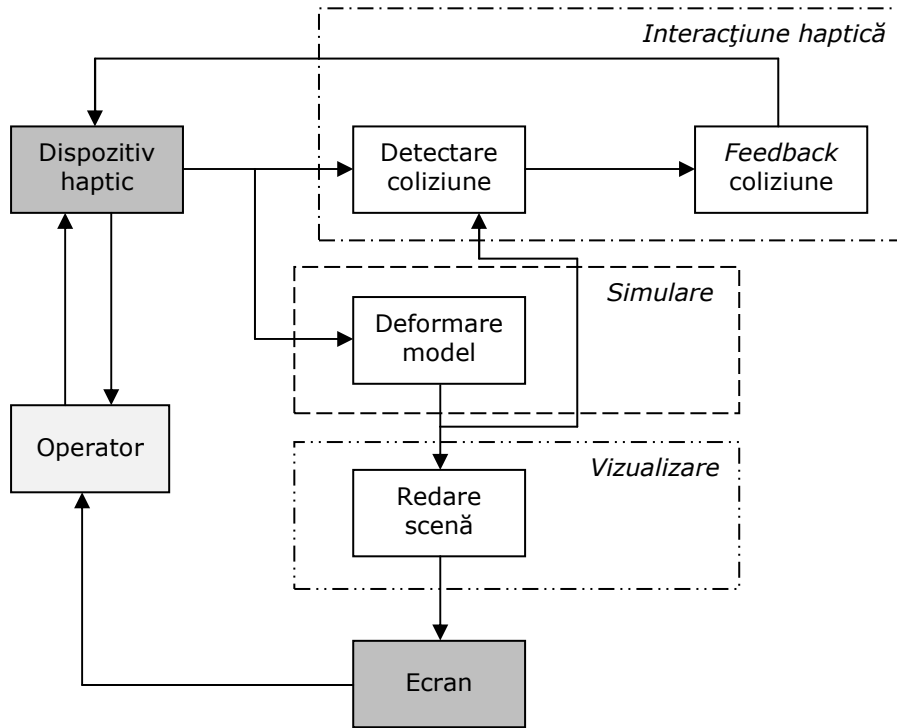 Interacţiune haptică
Dispozitiv
haptic
Detectare
coliziune
Feedback
coliziune
Simulare
Deformare
model
Operator
Vizualizare
Redare
scenă
Ecran